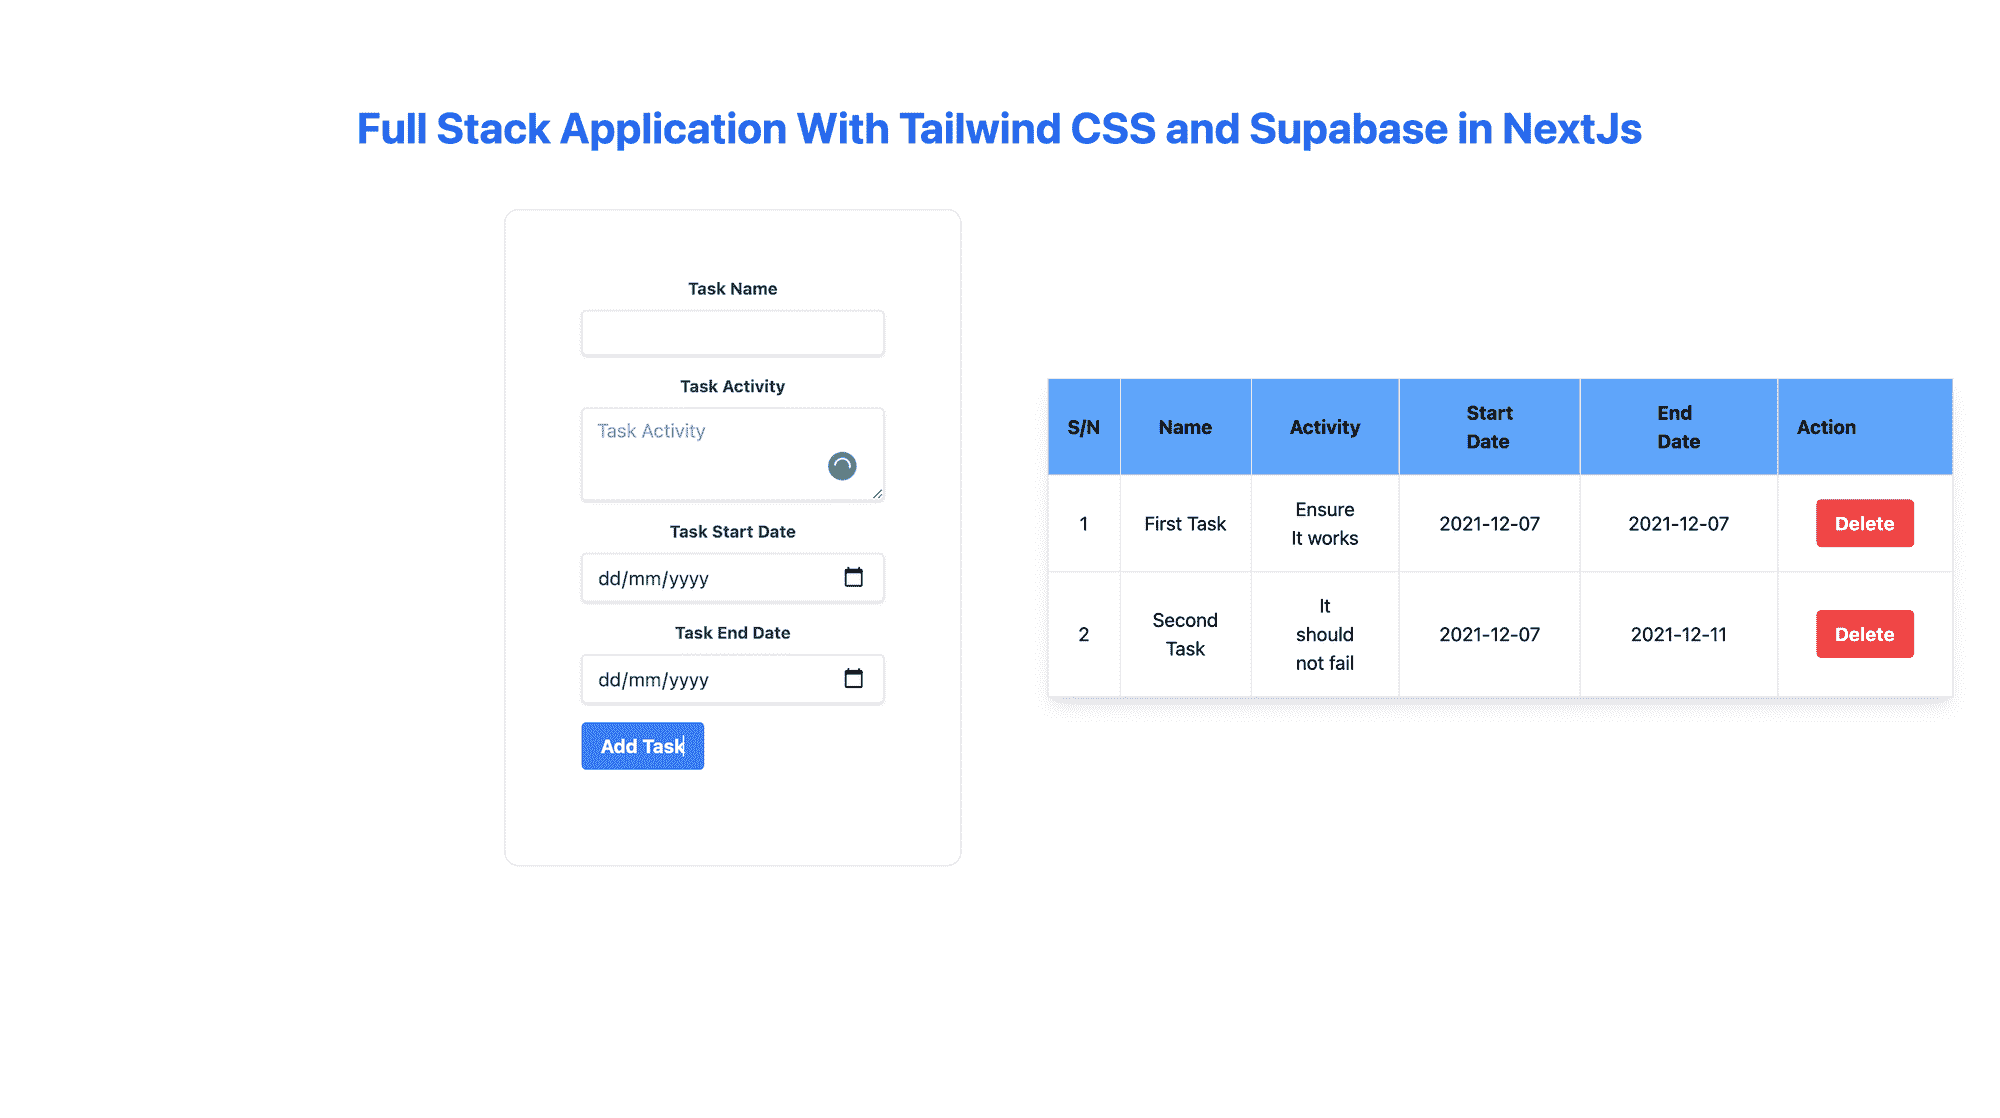 Full Stack Application With Tailwind CSS and Supabase in NextJs
Task Name
Task Activity
Task Activity
Task Start Date
dd/mm/yyyy
Task End Date
dd/mm/yyyy
Add Task
S/N Name Activity Start Date End Date Action
1 First Task Ensure It works 2021-12-07 2021-12-07 Delete
2 Second Task It should not fail 2021-12-07 2021-12-11 Delete